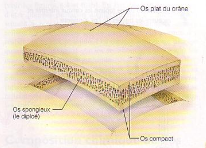 Os plat du crâne
Os spongieux
(le diploé)
Os compact